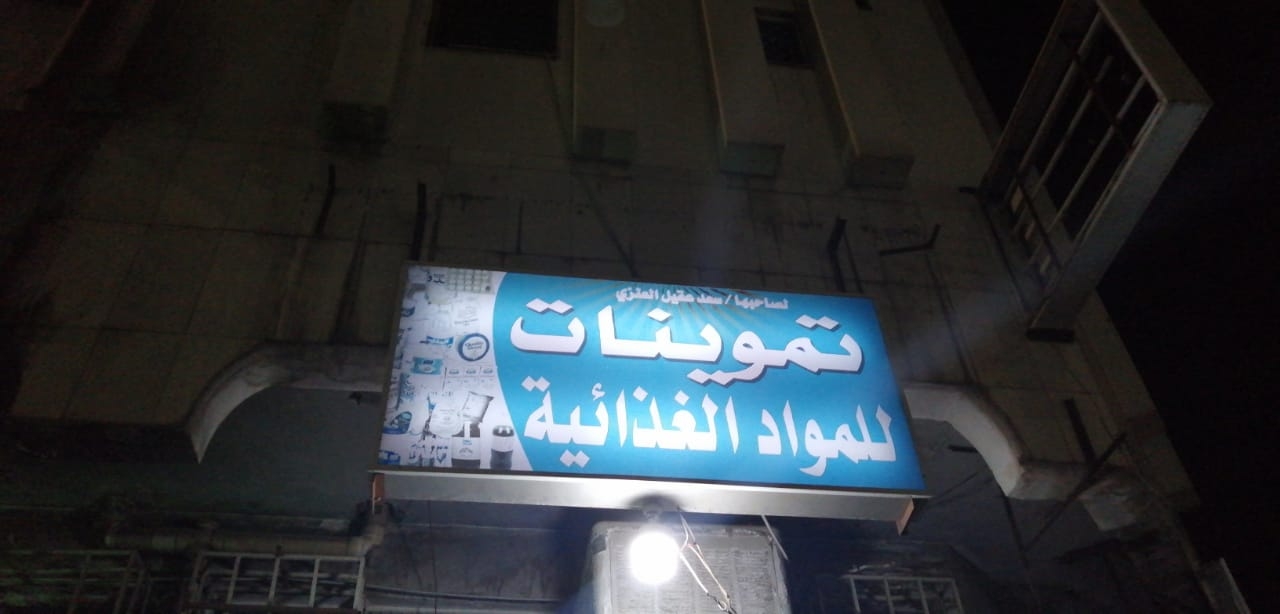 لصاحبها / سعد عقيل العنزي
تموينات
للمواد الغذائية